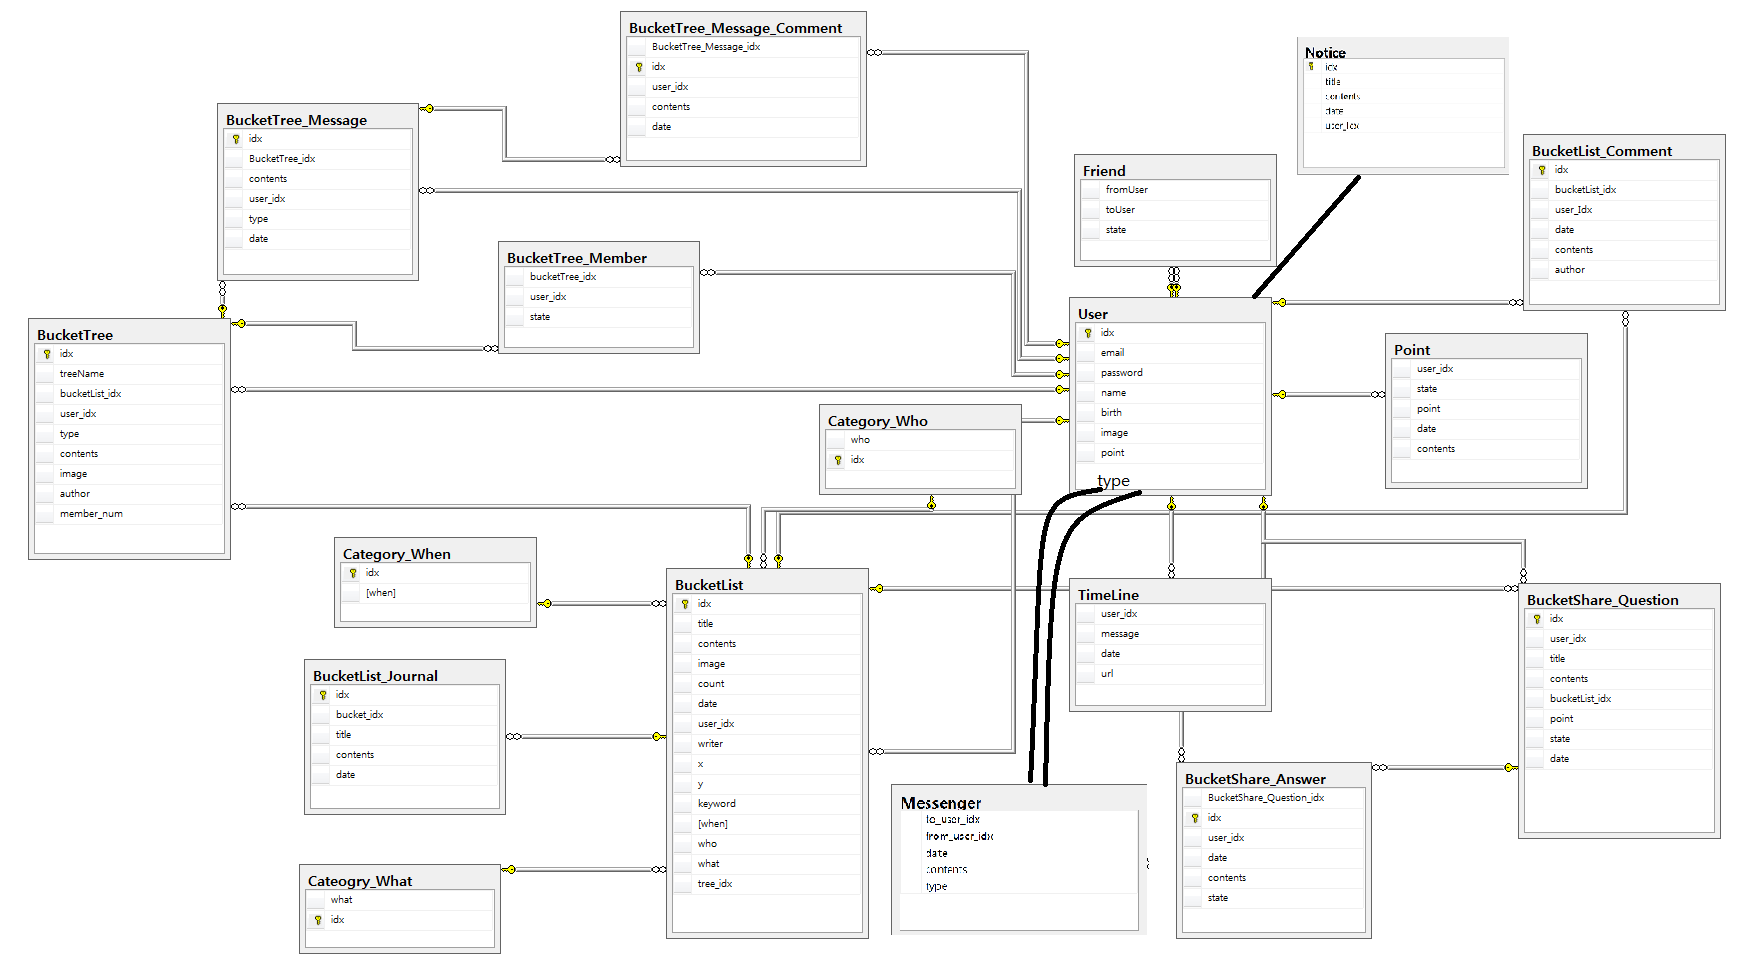 BucketTree_Message_Comment
BucketTree_Message_idx
idx
user_idx
contents
date
Notice
idx
title
contents
date
user_idx
BucketTree_Message
idx
BucketTree_idx
contents
user_idx
type
date
BucketList_Comment
idx
bucketList_idx
user_Idx
date
contents
author
Friend
fromUser
toUser
state
BucketTree_Member
bucketTree_idx
user_idx
state
User
idx
email
password
name
birth
image
point
type
BucketTree
idx
treeName
bucketList_idx
user_idx
type
contents
image
author
member_num
Point
user_idx
state
point
date
contents
Category_Who
who
idx
Category_When
idx
[when]
BucketList
idx
title
contents
image
count
date
user_idx
writer
x
y
keyword
[when]
who
what
tree_idx
TimeLine
user_idx
message
date
url
BucketShare_Question
idx
user_idx
title
contents
bucketList_idx
point
state
date
BucketList_Journal
idx
bucket_idx
title
contents
date
Messenger
to_user_idx
from_user_idx
date
contents
type
BucketShare_Answer
BucketShare_Question_idx
idx
user_idx
date
contents
state
Cateogry_What
what
idx